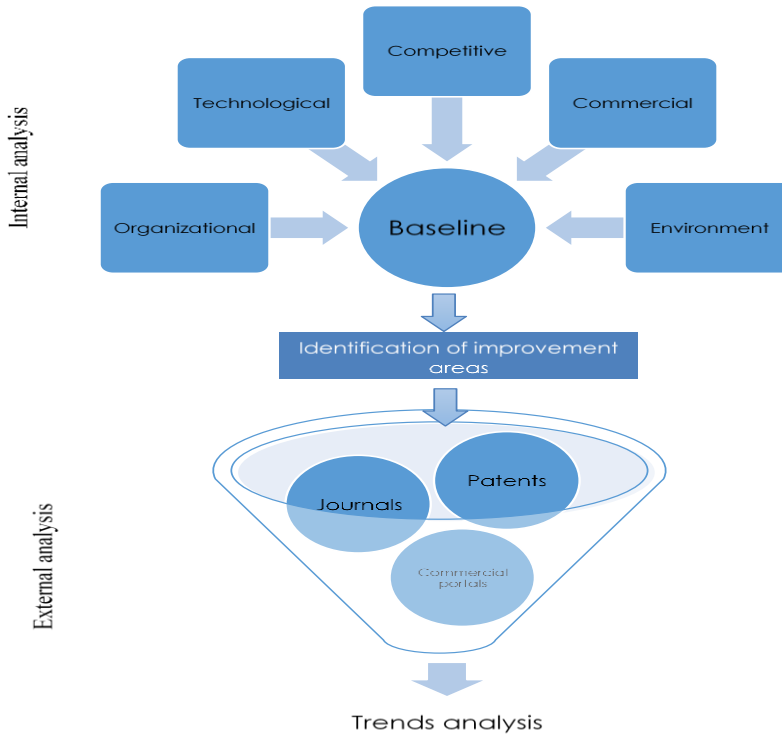 Internal analysis
Competitive
Technological
Commercial
Organizational
Baseline
Environment
Identification of improvement
areas
External analysis
Journals
Patents
Commercial
portals
Trends analysis